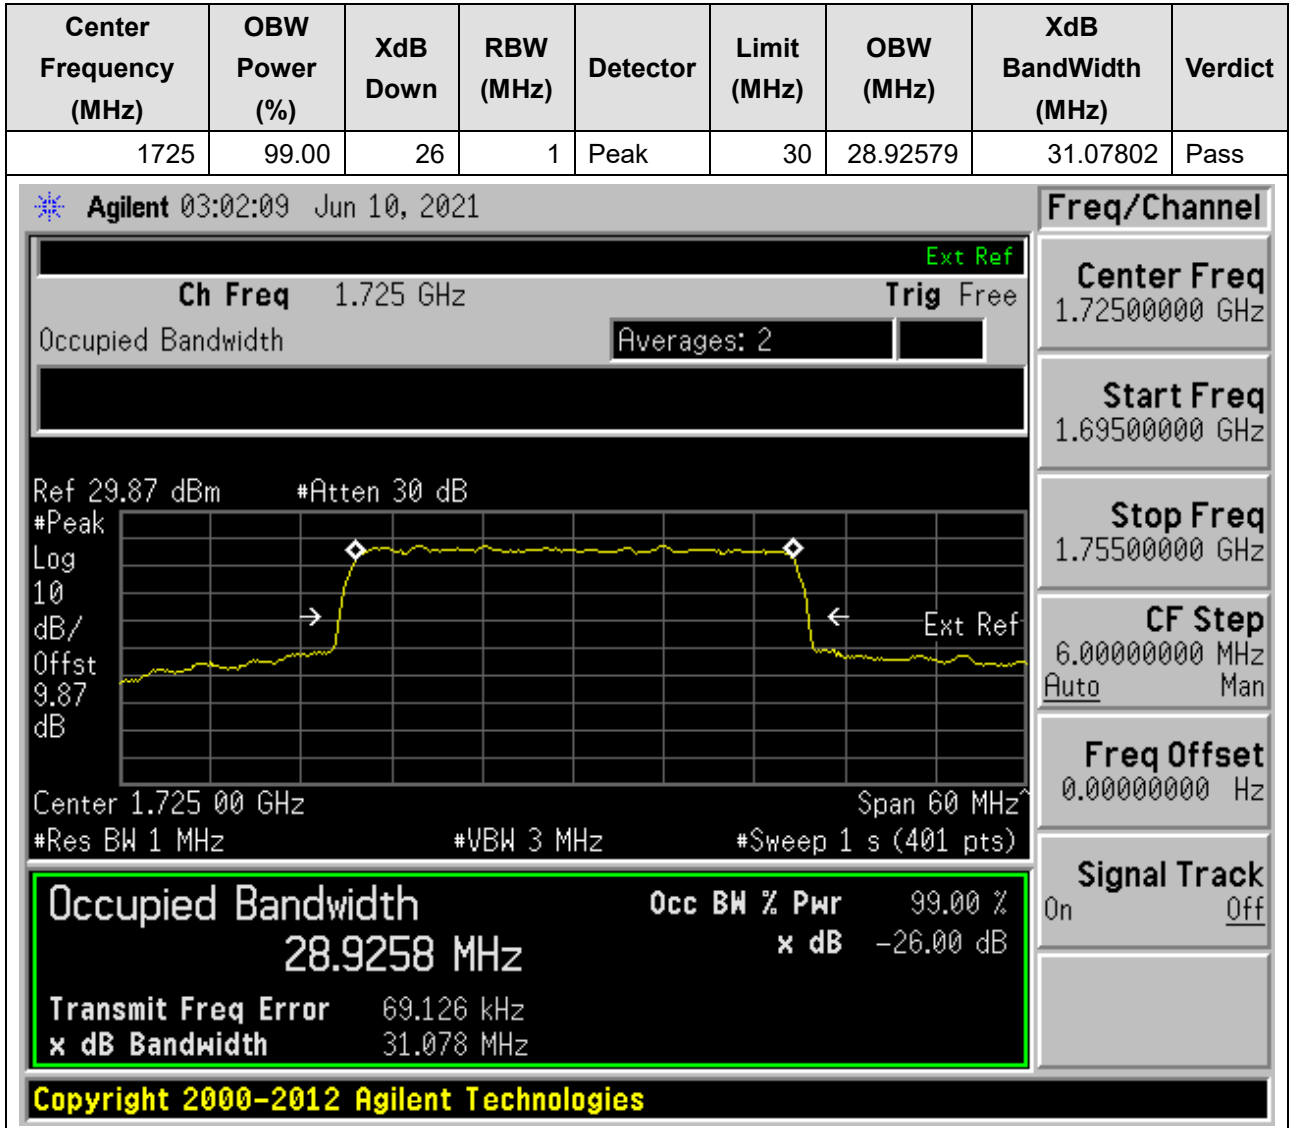 Center Frequency (MHz) OBW Power (%) XdB Down RBW (MHz) Detector Limit (MHz) OBW (MHz) XdB BandWidth (MHz) Verdict
1725 99.00 26 1 Peak 30 28.92579 31.07802 Pass
Agilent 03:02:09 Jun 10, 2021
Ext Ref
Ch Freq 1.725 GHz Trig Free
Occupied Bandwidth Averages: 2
Ref 29.87 dBm #Atten 30 dB
#Peak
Log
10
dB/
Offst
9.87
dB
Ext Ref
Center 1.725 00 GHz Span 60 MHz^
#Res BW 1 MHz #VBW 3 MHz #Sweep 1 s (401 pts)
Occupied Bandwidth Occ BW % Pwr 99.00 %
28.9258 MHz x dB -26.00 dB
Transmit Freq Error 69.126 kHz
x dB Bandwidth 31.078 MHz
Copyright 2000-2012 Agilent Technologies
Freq/Channel
Center Freq
1.72500000 GHz
Start Freq
1.69500000 GHz
Stop Freq
1.75500000 GHz
CF Step
6.00000000 MHz
Auto Man
Freq Offset
0.00000000 Hz
Signal Track
On Off